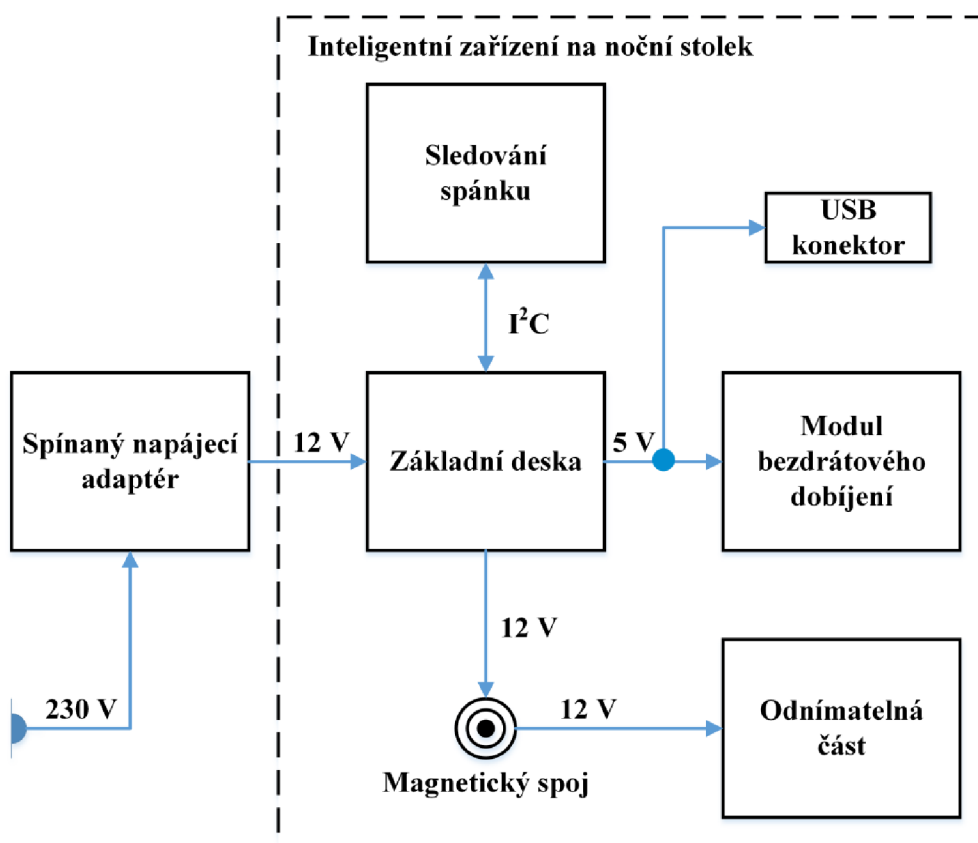 Inteligentní zařízení na noční stolek
Sledování
spánku
USB
konektor
I²C
Spínaný napájecí
adaptér
12 V
Základní deska
5 V
Modul
bezdrátového
dobíjení
12 V
230 V
12 V
Odnímatelná
část
Magnetický spoj